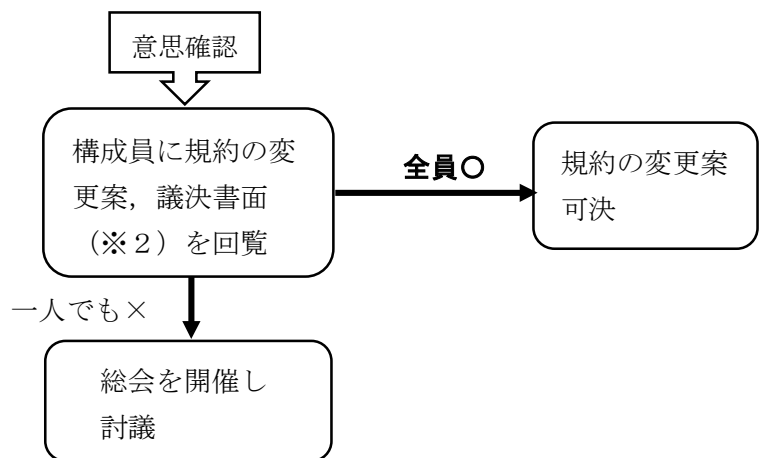 意思確認
構成員に規約の変
更案，議決書面
（※２）を回覧
全員〇
規約の変更案
可決
一人でも×
総会を開催し
討議